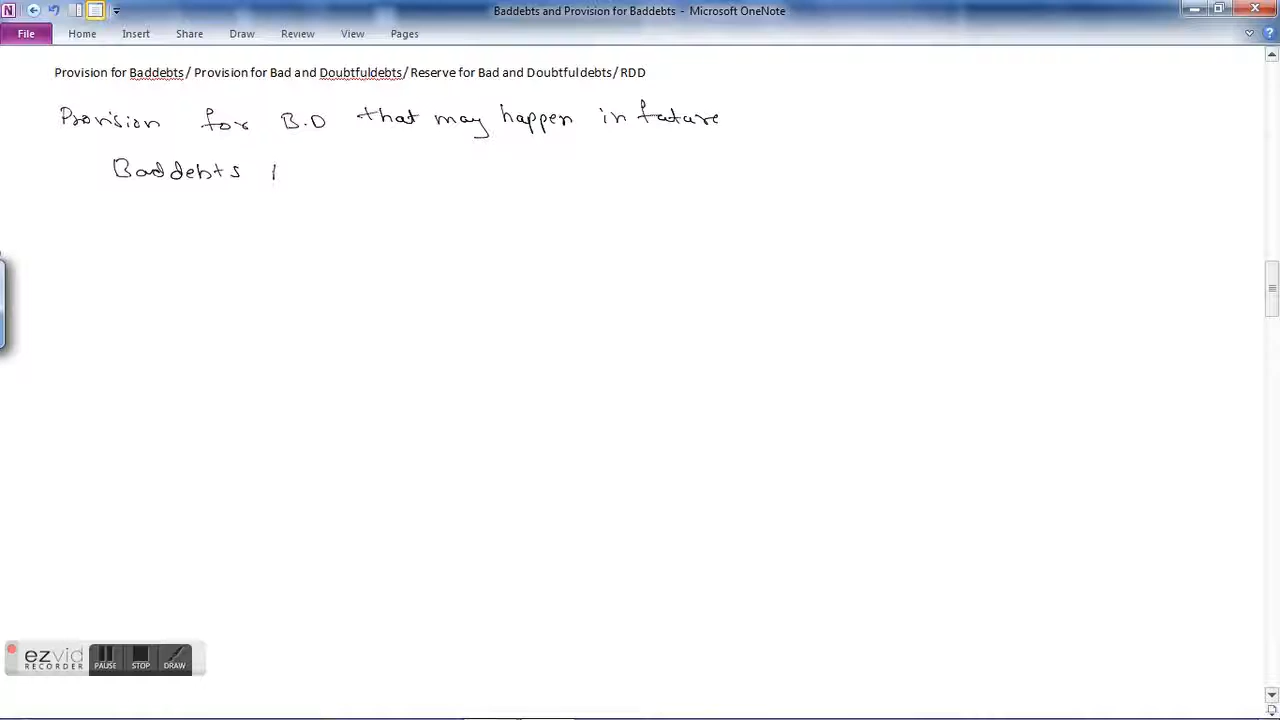 Baddebts and Provision for Baddebts - Microsoft OneNote
File Home Insert Share Draw Review View Pages
Provision for Baddebts/ Provision for Bad and Doubtfuldebts/ Reserve for Bad and Doubtful debts/ RDD
Provision for B.D that may happen in future
Baddebts
ezvid
RECORDER
PAUSE STOP DRAW